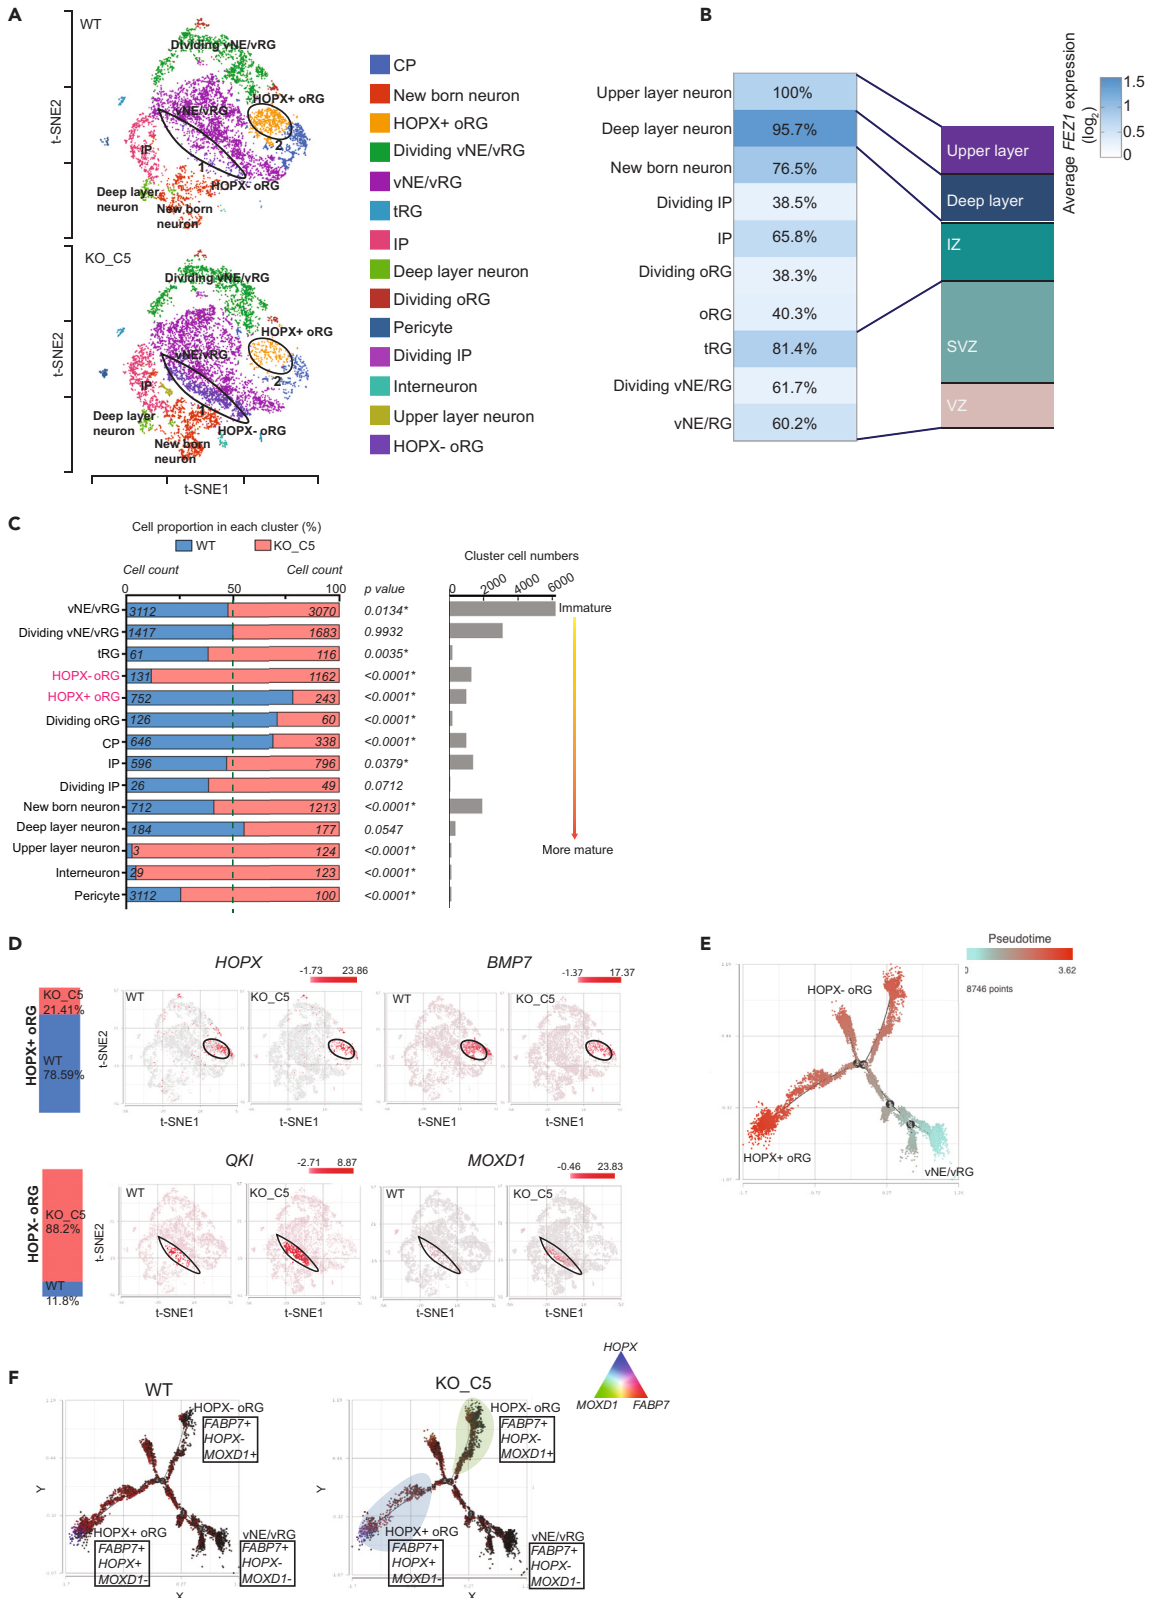 A
WT
Dividing vNE/vRG
HOPX+ oRG
vNE/vRG
2
IP
1
HOPX- oRG
Deep layer
neuron
New born
neuron
t-SNE2
KO_C5
Dividing vNE/vRG
HOPX+ oRG
vNE/vRG
2
IP
1
Deep layer
neuron
HOPX- oRG
New born
neuron
t-SNE2
t-SNE1
CP
New born neuron
HOPX+ oRG
Dividing vNE/vRG
vNE/vRG
tRG
IP
Deep layer neuron
Dividing oRG
Pericyte
Dividing IP
Interneuron
Upper layer neuron
HOPX- oRG
B
Upper layer neuron 100%
Deep layer neuron 95.7%
New born neuron 76.5%
Dividing IP 38.5%
IP 65.8%
Dividing oRG 38.3%
oRG 40.3%
tRG 81.4%
Dividing vNE/RG 61.7%
vNE/RG 60.2%
Upper layer
Deep layer
IZ
SVZ
VZ
Average FEZ1 expression
(log2)
1.5
1
0.5
0
C
Cell proportion in each cluster (%)
WT KO_C5
Cell count Cell count
0 50 100 p value
vNE/vRG 3112 3070 0.0134*
Dividing vNE/vRG 1417 1683 0.9932
tRG 61 116 0.0035*
HOPX- oRG 131 1162 <0.0001*
HOPX+ oRG 752 243 <0.0001*
Dividing oRG 126 60 <0.0001*
CP 646 338 <0.0001*
IP 596 796 0.0379*
Dividing IP 26 49 0.0712
New born neuron 712 1213 <0.0001*
Deep layer neuron 184 177 0.0547
Upper layer neuron 3 124 <0.0001*
Interneuron 29 123 <0.0001*
Pericyte 3112 100 <0.0001*
Cluster cell numbers
0 2000 4000 6000
Immature
More mature
D
HOPX+ oRG
KO_C5
21.41%
WT
78.59%
HOPX
-1.73 23.86
WT
KO_C5
t-SNE2
t-SNE1
t-SNE1
BMP7
-1.37 17.37
WT
KO_C5
t-SNE1
t-SNE1
HOPX- oRG
KO_C5
88.2%
WT
11.8%
QKI
-2.71 8.87
WT
KO_C5
t-SNE2
t-SNE1
t-SNE1
MOXD1
-0.46 23.83
WT
KO_C5
t-SNE1
t-SNE1
E
Pseudotime
0 3.62
8746 points
HOPX- oRG
HOPX+ oRG
vNE/vRG
F
WT
HOPX- oRG
FABP7+
HOPX-
MOXD1+
HOPX+ oRG
FABP7+
HOPX+
MOXD1-
vNE/vRG
FABP7+
HOPX-
MOXD1-
Y
X
KO_C5
HOPX- oRG
FABP7+
HOPX-
MOXD1+
HOPX+ oRG
FABP7+
HOPX+
MOXD1-
vNE/vRG
FABP7+
HOPX-
MOXD1-
Y
X
HOPX
MOXD1 FABP7